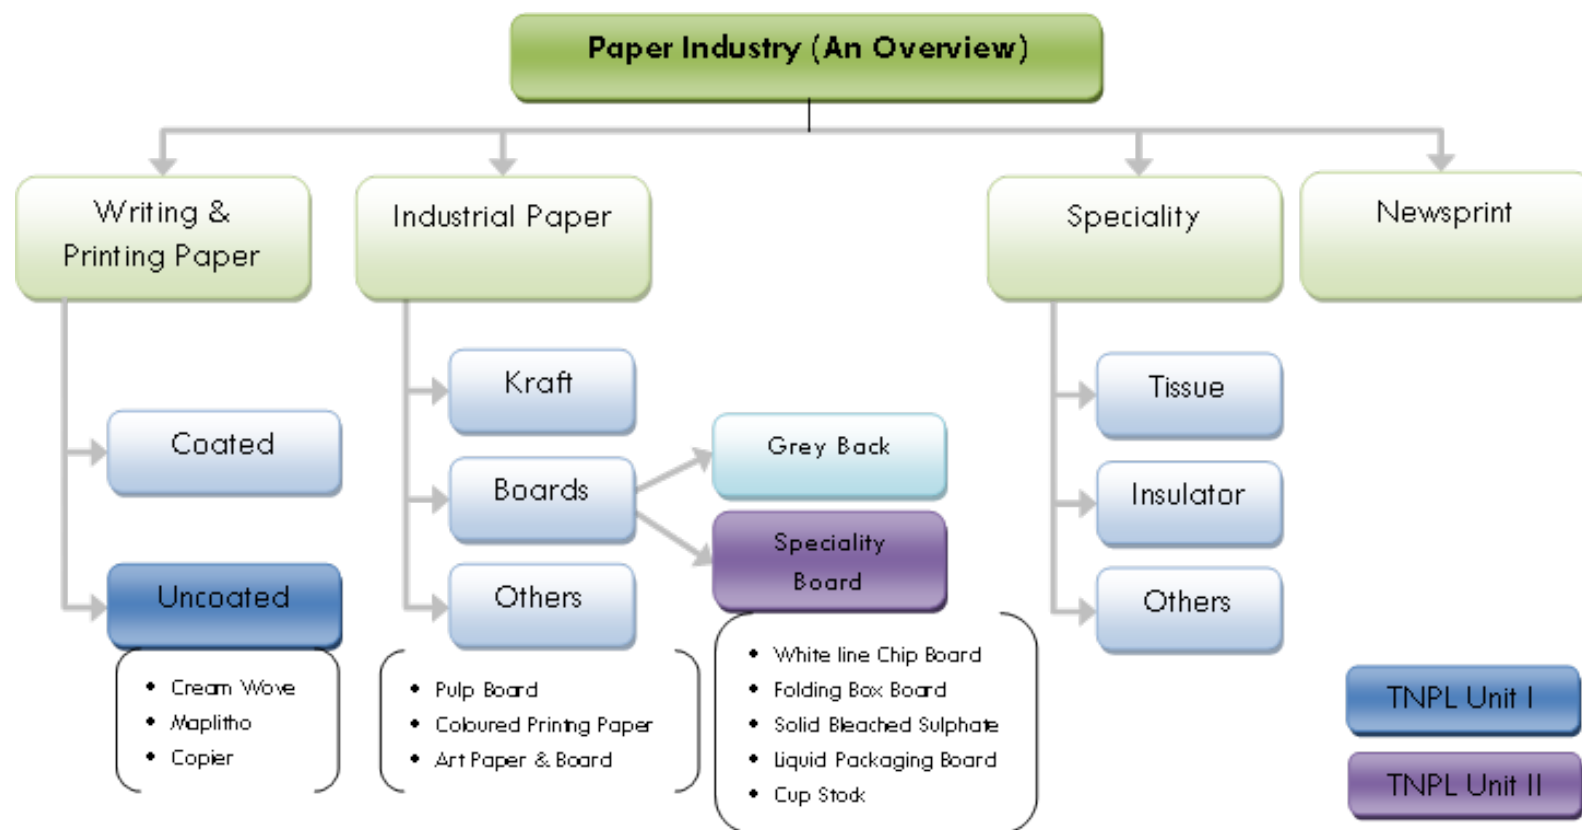 Paper Industry (An Overview)
Writing &
Printing Paper
Industrial Paper
Speciality
Newsprint
Coated
Uncoated
• Cream Wove
• Maplitho
• Copier
Kraft
Boards
Others
• Pulp Board
• Coloured Printing Paper
• Art Paper & Board
Grey Back
Speciality
Board
• White line Chip Board
• Folding Box Board
• Solid Bleached Sulphate
• Liquid Packaging Board
• Cup Stock
Tissue
Insulator
Others
TNPL Unit I
TNPL Unit II